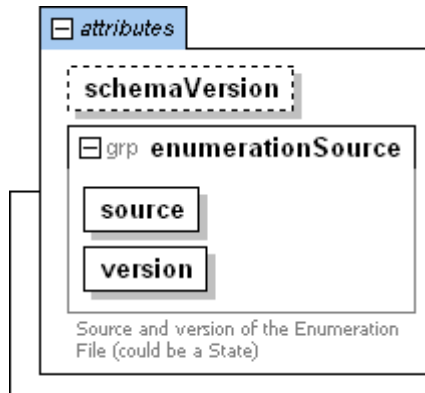 attributes
schemaVersion
grp enumerationSource
source
version
Source and version of the Enumeration
File (could be a State)